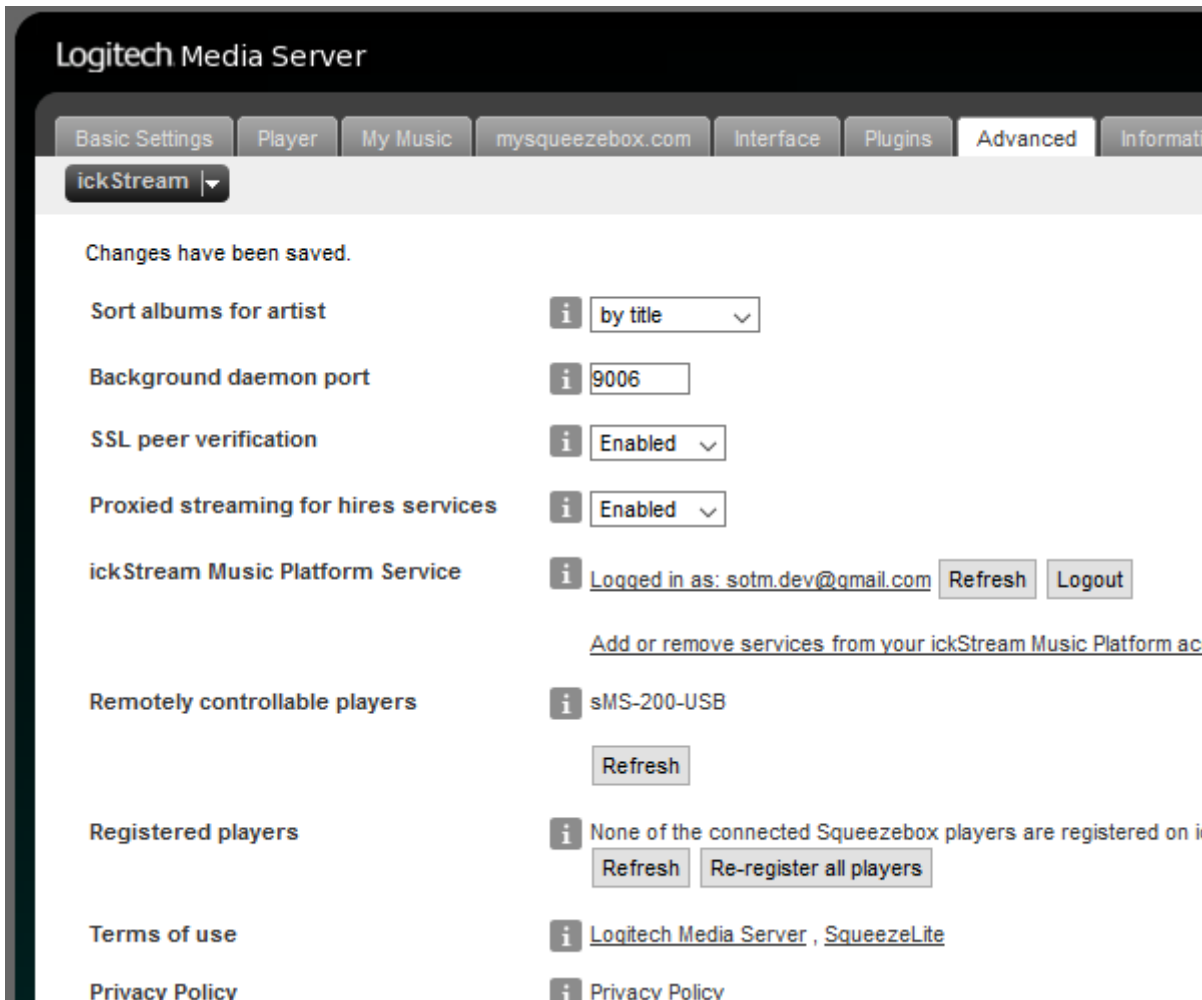 Logitech Media Server
Basic Settings Player My Music mysqueezebox.com Interface Plugins Advanced Informati
ickStream
Changes have been saved.
Sort albums for artist i by title
Background daemon port i 9006
SSL peer verification i Enabled
Proxied streaming for hires services i Enabled
ickStream Music Platform Service i Logged in as: sotm.dev@gmail.com Refresh Logout
Add or remove services from your ickStream Music Platform ac
Remotely controllable players i sMS-200-USB
Refresh
Registered players i None of the connected Squeezebox players are registered on i
Refresh Re-register all players
Terms of use i Logitech Media Server , SqueezeLite
Privacy Policy i Privacy Policy